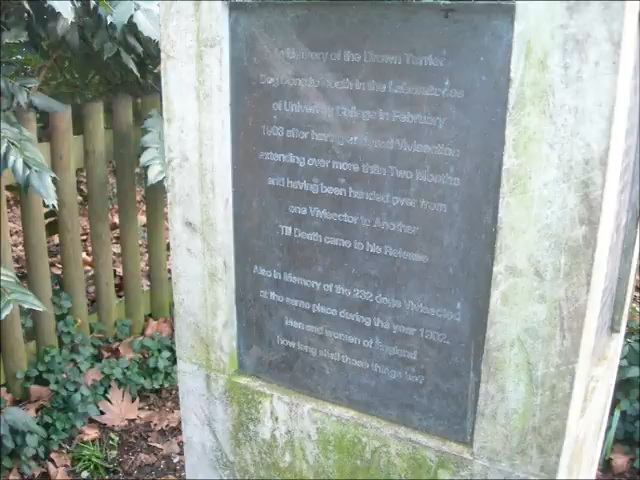 In Memory of the Brown Terrier
Dog Done to Death in the Laboratories
of University College in February
1903 after having endured Vivisection
extending over more than Two Months
and having been handed over from
one Vivisector to Another
Till Death came to his Release
Also in Memory of the 232 dogs Vivisected
at the same place during the year 1902.
Men and women of England
how long shall these things be?